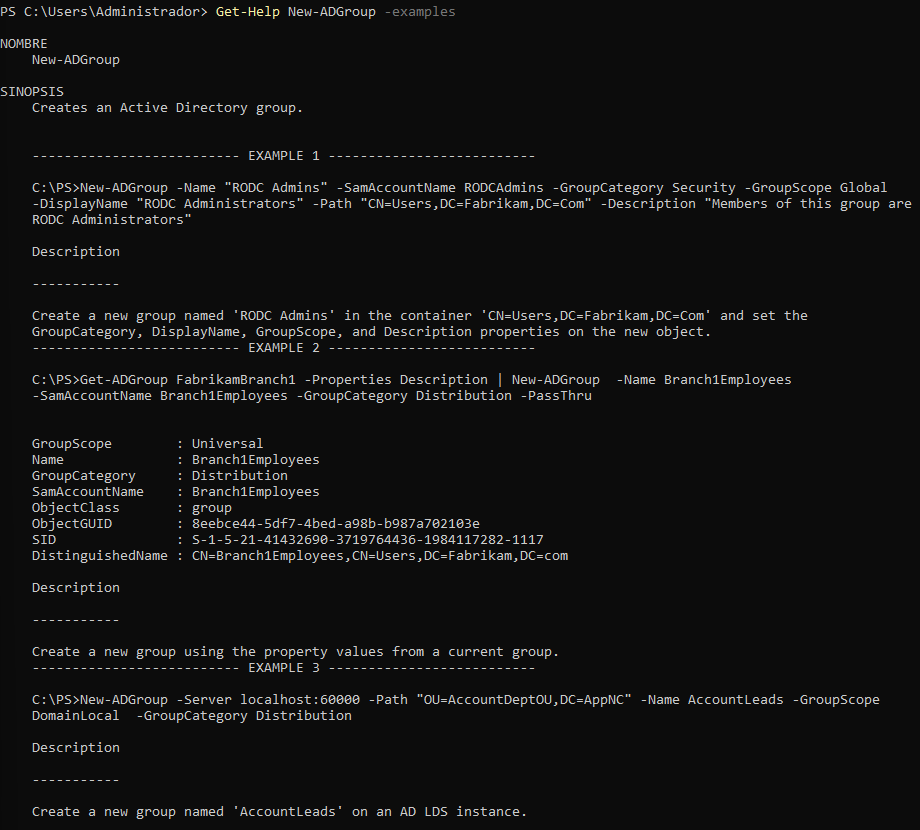 PS C:\Users\Administrador> Get-Help New-ADGroup -examples
NOMBRE
    New-ADGroup
SINOPSIS
    Creates an Active Directory group.
    -------------------------- EXAMPLE 1 --------------------------
    C:\PS>New-ADGroup -Name "RODC Admins" -SamAccountName RODCAdmins -GroupCategory Security -GroupScope Global
    -DisplayName "RODC Administrators" -Path "CN=Users,DC=Fabrikam,DC=Com" -Description "Members of this group are
    RODC Administrators"
    Description
    -----------
    Create a new group named 'RODC Admins' in the container 'CN=Users,DC=Fabrikam,DC=Com' and set the
    GroupCategory, DisplayName, GroupScope, and Description properties on the new object.
    -------------------------- EXAMPLE 2 --------------------------
    C:\PS>Get-ADGroup FabrikamBranch1 -Properties Description | New-ADGroup  -Name Branch1Employees
    -SamAccountName Branch1Employees -GroupCategory Distribution -PassThru
    GroupScope        : Universal
    Name              : Branch1Employees
    GroupCategory     : Distribution
    SamAccountName    : Branch1Employees
    ObjectClass       : group
    ObjectGUID        : 8eebce44-5df7-4bed-a98b-b987a702103e
    SID               : S-1-5-21-41432690-3719764436-1984117282-1117
    DistinguishedName : CN=Branch1Employees,CN=Users,DC=Fabrikam,DC=com
    Description
    -----------
    Create a new group using the property values from a current group.
    -------------------------- EXAMPLE 3 --------------------------
    C:\PS>New-ADGroup -Server localhost:60000 -Path "OU=AccountDeptOU,DC=AppNC" -Name AccountLeads -GroupScope
    DomainLocal  -GroupCategory Distribution
    Description
    -----------
    Create a new group named 'AccountLeads' on an AD LDS instance.